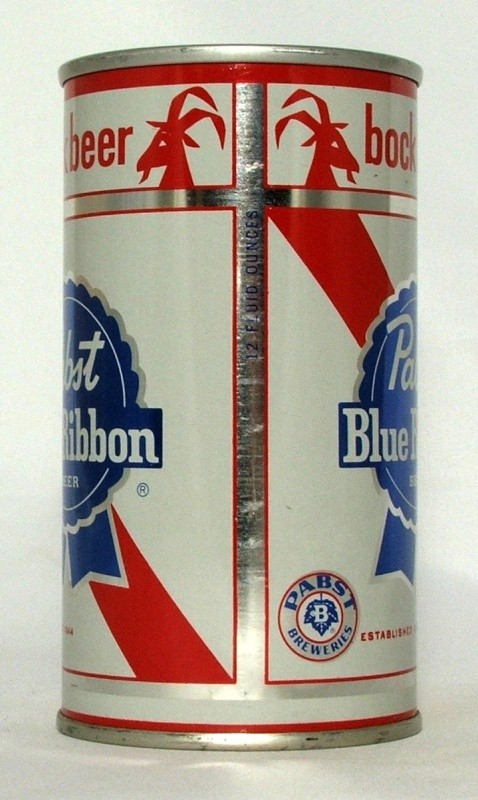 beer
bock
12 FLUID OUNCES
bst
Ribbon
EER
®
Pa
Blue
PABST
B
BREWERIES
ESTABLISHED